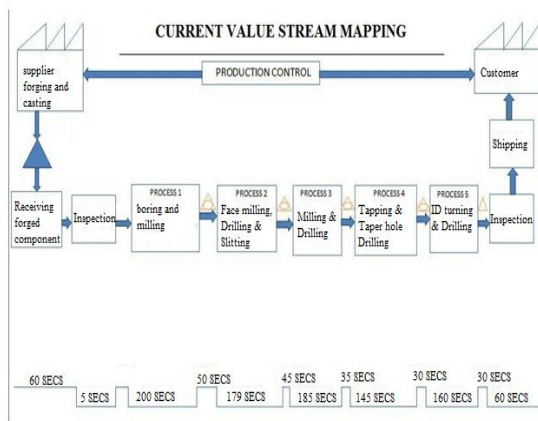 CURRENT VALUE STREAM MAPPING
supplier
forging and
casting
PRODUCTION CONTROL
Customer
Shipping
Receiving
forged
component
Inspection
PROCESS 1
boring and
milling
PROCESS 2
Face milling,
Drilling &
Slitting
PROCESS 3
Milling &
Drilling
PROCESS 4
Tapping &
Taper hole
Drilling
PROCESS 5
ID turning
& Drilling
Inspection
60 SECS
5 SECS
200 SECS
50 SECS
179 SECS
45 SECS
185 SECS
35 SECS
145 SECS
30 SECS
160 SECS
30 SECS
60 SECS